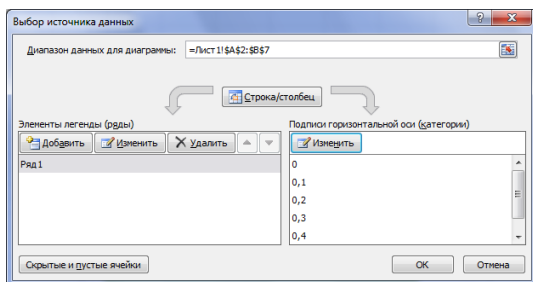 Выбор источника данных
Диапазон данных для диаграммы: =Лист1!$A$2:$B$7
Строка/столбец
Элементы легенды (ряды)
Добавить Изменить Удалить
Ряд1
Подписи горизонтальной оси (категории)
Изменить
0
0,1
0,2
0,3
0,4
Скрытые и пустые ячейки
ОК Отмена